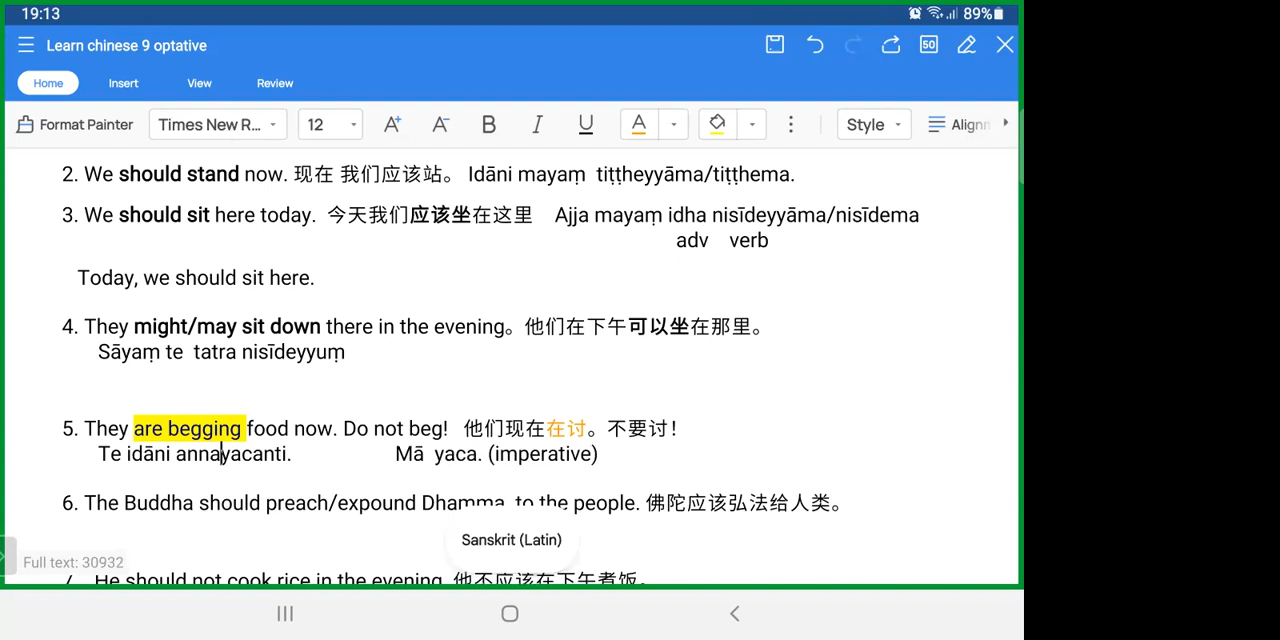 19:13
89%
Learn chinese 9 optative
50
Home Insert View Review
Format Painter Times New R... 12 A+ A- B I U A Style Alignn
2. We should stand now. 现在 我们应该站。 Idāni mayaṃ tiṭṭheyyāma/tiṭṭhema.
3. We should sit here today. 今天我们应该坐在这里 Ajja mayaṃ idha nisīdeyyāma/nisīdema
adv verb
Today, we should sit here.
4. They might/may sit down there in the evening。他们在下午可以坐在那里。
Sāyaṃ te tatra nisīdeyyuṃ
5. They are begging food now. Do not beg! 他们现在在讨。不要讨!
Te idāni annayacanti. Mā yaca. (imperative)
6. The Buddha should preach/expound Dhamma to the people. 佛陀应该弘法给人类。
Sanskrit (Latin)
Full text: 30932
7. He should not cook rice in the evening. 他不应该在下午煮饭。